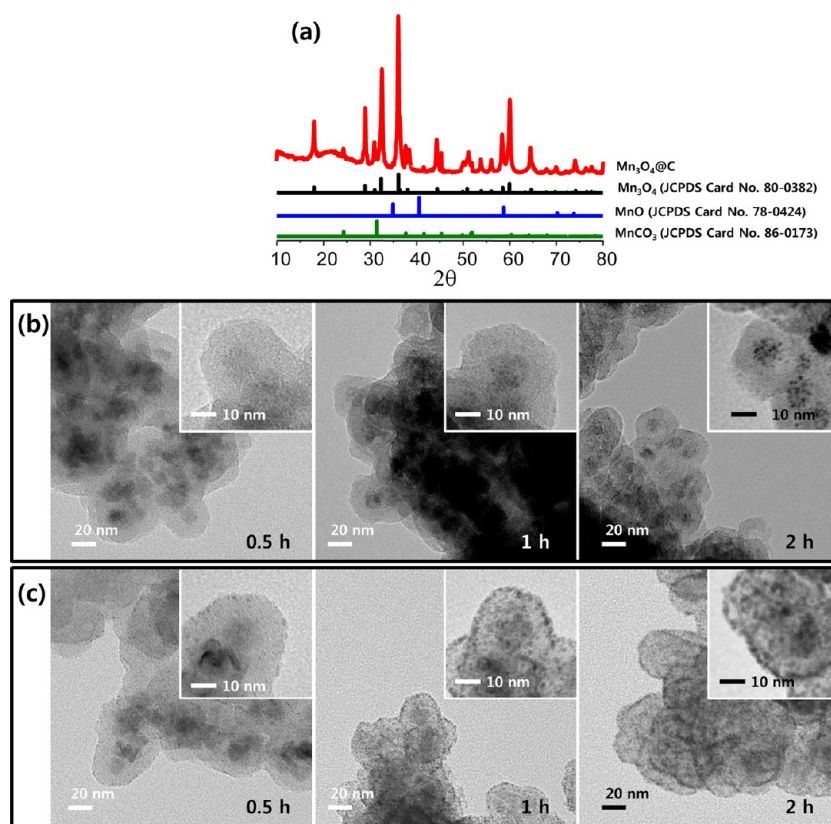 (a)
Mn₃O₄@C
Mn₃O₄ (JCPDS Card No. 80-0382)
MnO (JCPDS Card No. 78-0424)
MnCO₃ (JCPDS Card No. 86-0173)
10 20 30 40 50 60 70 80
2θ
(b)
10 nm
20 nm
0.5 h
10 nm
20 nm
1 h
10 nm
20 nm
2 h
(c)
10 nm
20 nm
0.5 h
10 nm
20 nm
1 h
10 nm
20 nm
2 h